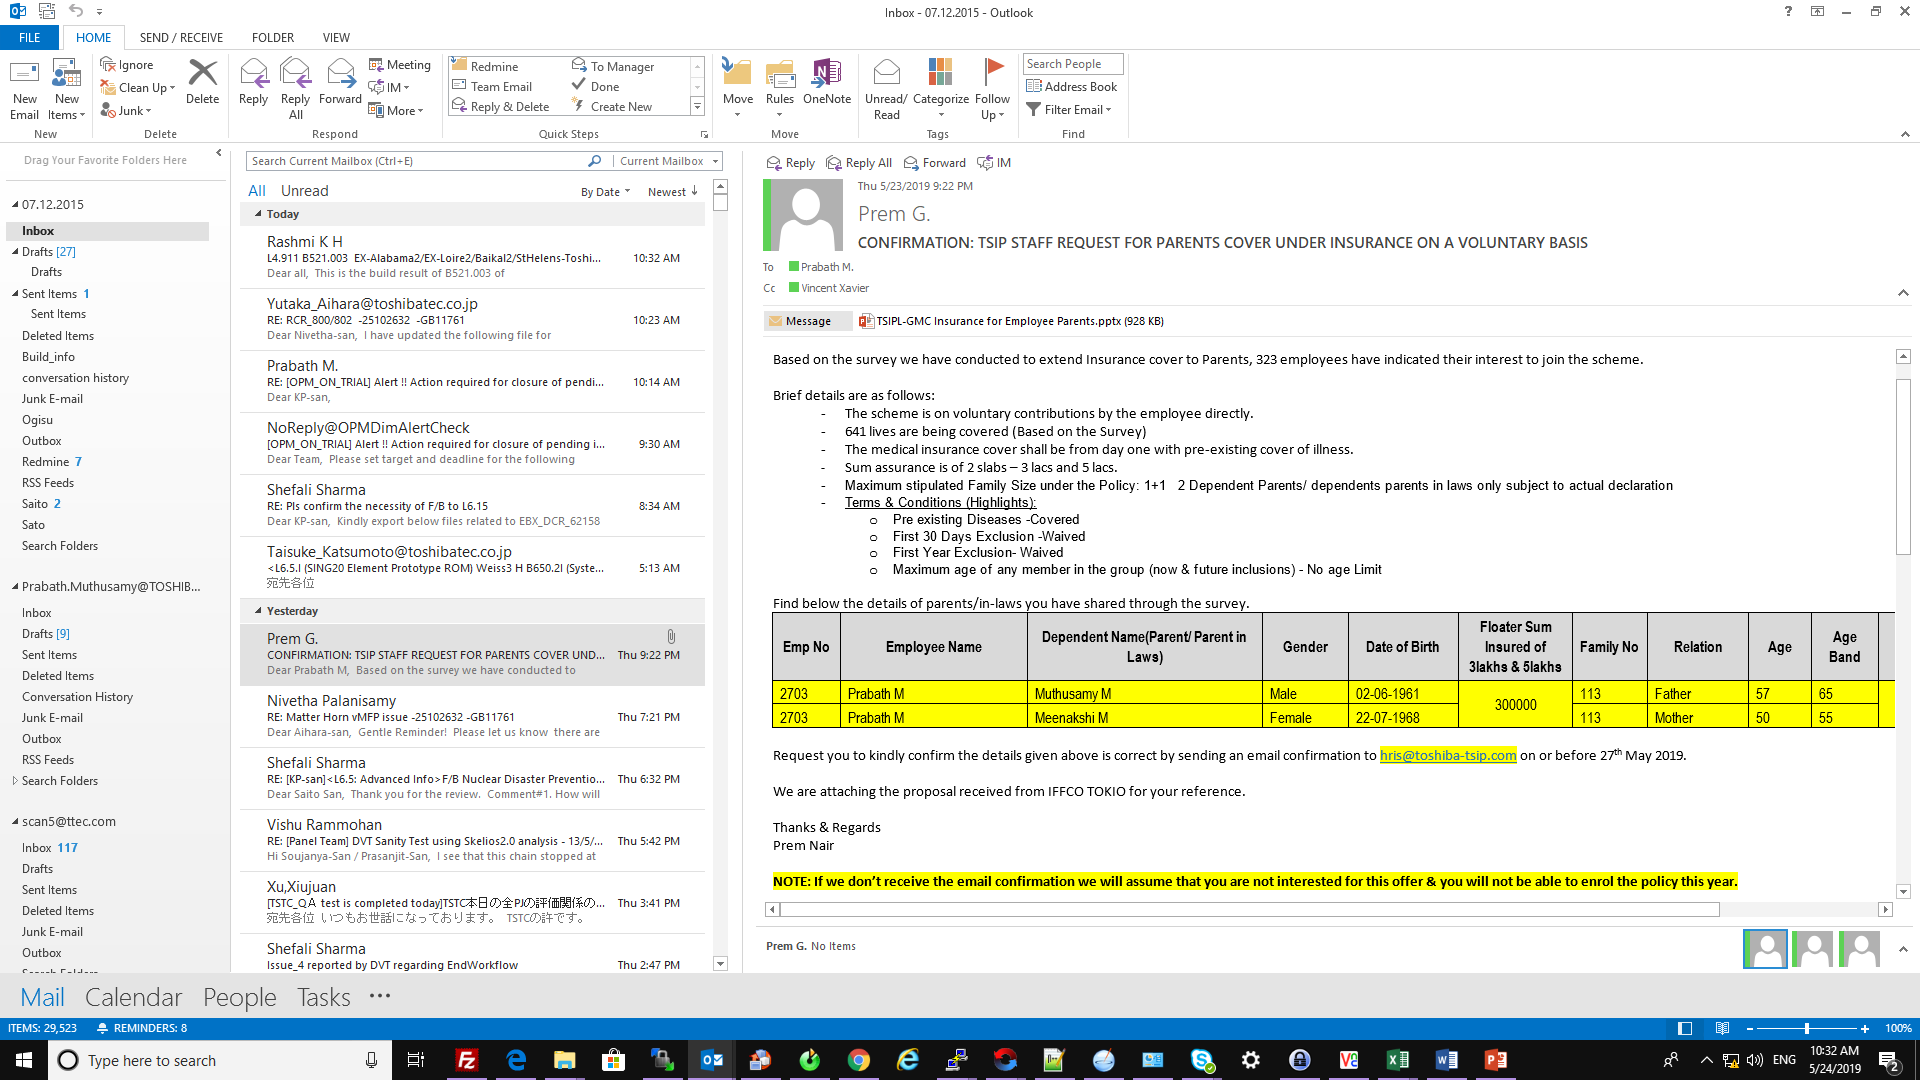 Inbox - 07.12.2015 - Outlook
FILE HOME SEND / RECEIVE FOLDER VIEW
New Email
New Items
New
Ignore
Clean Up
Junk
Delete
Delete
Reply
Reply All
Forward
Meeting
IM
More
Respond
Redmine
Team Email
Reply & Delete
To Manager
Done
Create New
Quick Steps
Move
Rules
OneNote
Move
Unread/ Read
Categorize
Follow Up
Tags
Search People
Address Book
Filter Email
Find
Drag Your Favorite Folders Here
07.12.2015
Inbox
Drafts [27]
Drafts
Sent Items 1
Sent Items
Deleted Items
Build_info
conversation history
Junk E-mail
Ogisu
Outbox
Redmine 7
RSS Feeds
Saito 2
Sato
Search Folders
Prabath.Muthusamy@TOSHIB...
Inbox
Drafts [9]
Sent Items
Deleted Items
Conversation History
Junk E-mail
Outbox
RSS Feeds
Search Folders
scan5@ttec.com
Inbox 117
Drafts
Sent Items
Deleted Items
Junk E-mail
Outbox
Search Folders
Search Current Mailbox (Ctrl+E)
Current Mailbox
All Unread By Date Newest
Today
Rashmi K H
L4.911 B521.003 EX-Alabama2/EX-Loire2/Baikal2/StHelens-Toshi... 10:32 AM
Dear all, This is the build result of B521.003 of
Yutaka_Aihara@toshibatec.co.jp
RE: RCR_800/802 -25102632 -GB11761 10:23 AM
Dear Nivetha-san, I have updated the following file for
Prabath M.
RE: [OPM_ON_TRIAL] Alert !! Action required for closure of pendi... 10:14 AM
Dear KP-san,
NoReply@OPMDimAlertCheck
[OPM_ON_TRIAL] Alert !! Action required for closure of pending i... 9:30 AM
Dear Team, Please set target and deadline for the following
Shefali Sharma
RE: Pls confirm the necessity of F/B to L6.15 8:34 AM
Dear KP-san, Kindly export below files related to EBX_DCR_62158
Taisuke_Katsumoto@toshibatec.co.jp
<L6.5.I (SING20 Element Prototype ROM) Weiss3 H B650.2I (Syste... 5:13 AM
宛先各位
Yesterday
Prem G.
CONFIRMATION: TSIP STAFF REQUEST FOR PARENTS COVER UND... Thu 9:22 PM
Dear Prabath M, Based on the survey we have conducted to
Nivetha Palanisamy
RE: Matter Horn vMFP issue -25102632 -GB11761 Thu 7:21 PM
Dear Aihara-san, Gentle Reminder! Please let us know there are
Shefali Sharma
RE: [KP-san]<L6.5: Advanced Info>F/B Nuclear Disaster Preventio... Thu 6:32 PM
Dear Saito San, Thank you for the review. Comment#1. How will
Vishu Rammohan
RE: [Panel Team] DVT Sanity Test using Skelios2.0 analysis - 13/5/... Thu 5:42 PM
Hi Soujanya-San / Prasanjit-San, I see that this chain stopped at
Xu,Xiujuan
[TSTC_QA test is completed today]TSTC本日の全PJの評価関係の... Thu 3:41 PM
宛先各位 いつもお世話になっております。 TSTCの許です。
Shefali Sharma
Issue_4 reported by DVT regarding EndWorkflow Thu 2:47 PM
Reply Reply All Forward IM
Thu 5/23/2019 9:22 PM
Prem G.
CONFIRMATION: TSIP STAFF REQUEST FOR PARENTS COVER UNDER INSURANCE ON A VOLUNTARY BASIS
To Prabath M.
Cc Vincent Xavier
Message TSIPL-GMC Insurance for Employee Parents.pptx (928 KB)
Based on the survey we have conducted to extend Insurance cover to Parents, 323 employees have indicated their interest to join the scheme.
Brief details are as follows:
- The scheme is on voluntary contributions by the employee directly.
- 641 lives are being covered (Based on the Survey)
- The medical insurance cover shall be from day one with pre-existing cover of illness.
- Sum assurance is of 2 slabs – 3 lacs and 5 lacs.
- Maximum stipulated Family Size under the Policy: 1+1 2 Dependent Parents/ dependents parents in laws only subject to actual declaration
- Terms & Conditions (Highlights):
o Pre existing Diseases -Covered
o First 30 Days Exclusion -Waived
o First Year Exclusion- Waived
o Maximum age of any member in the group (now & future inclusions) - No age Limit
Find below the details of parents/in-laws you have shared through the survey.
Emp No Employee Name Dependent Name(Parent/ Parent in Laws) Gender Date of Birth Floater Sum Insured of 3lakhs & 5lakhs Family No Relation Age Age Band
2703 Prabath M Muthusamy M Male 02-06-1961 300000 113 Father 57 65
2703 Prabath M Meenakshi M Female 22-07-1968 113 Mother 50 55
Request you to kindly confirm the details given above is correct by sending an email confirmation to hris@toshiba-tsip.com on or before 27th May 2019.
We are attaching the proposal received from IFFCO TOKIO for your reference.
Thanks & Regards
Prem Nair
NOTE: If we don't receive the email confirmation we will assume that you are not interested for this offer & you will not be able to enrol the policy this year.
Prem G. No Items
Mail Calendar People Tasks ···
ITEMS: 29,523 REMINDERS: 8 100%
Type here to search
ENG
10:32 AM
5/24/2019
2